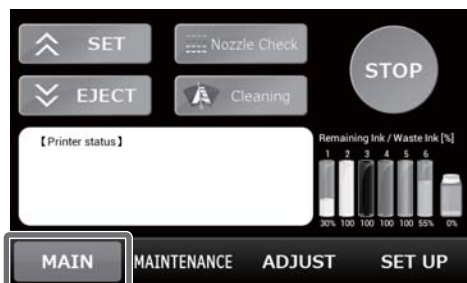 SET
Nozzle Check
STOP
EJECT
Cleaning
【Printer status】
Remaining Ink / Waste Ink [%]
1 2 3 4 5 6
30% 100 100 100 100 55% 0%
MAIN MAINTENANCE ADJUST SET UP